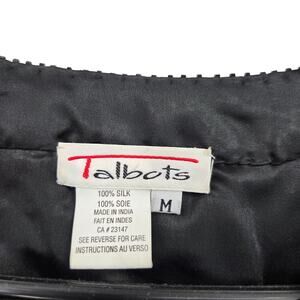 Talbots
M
100% SILK
100% SOIE
MADE IN INDIA
FAIT EN INDES
CA # 23147
SEE REVERSE FOR CARE
INSTRUCTIONS AU VERSO